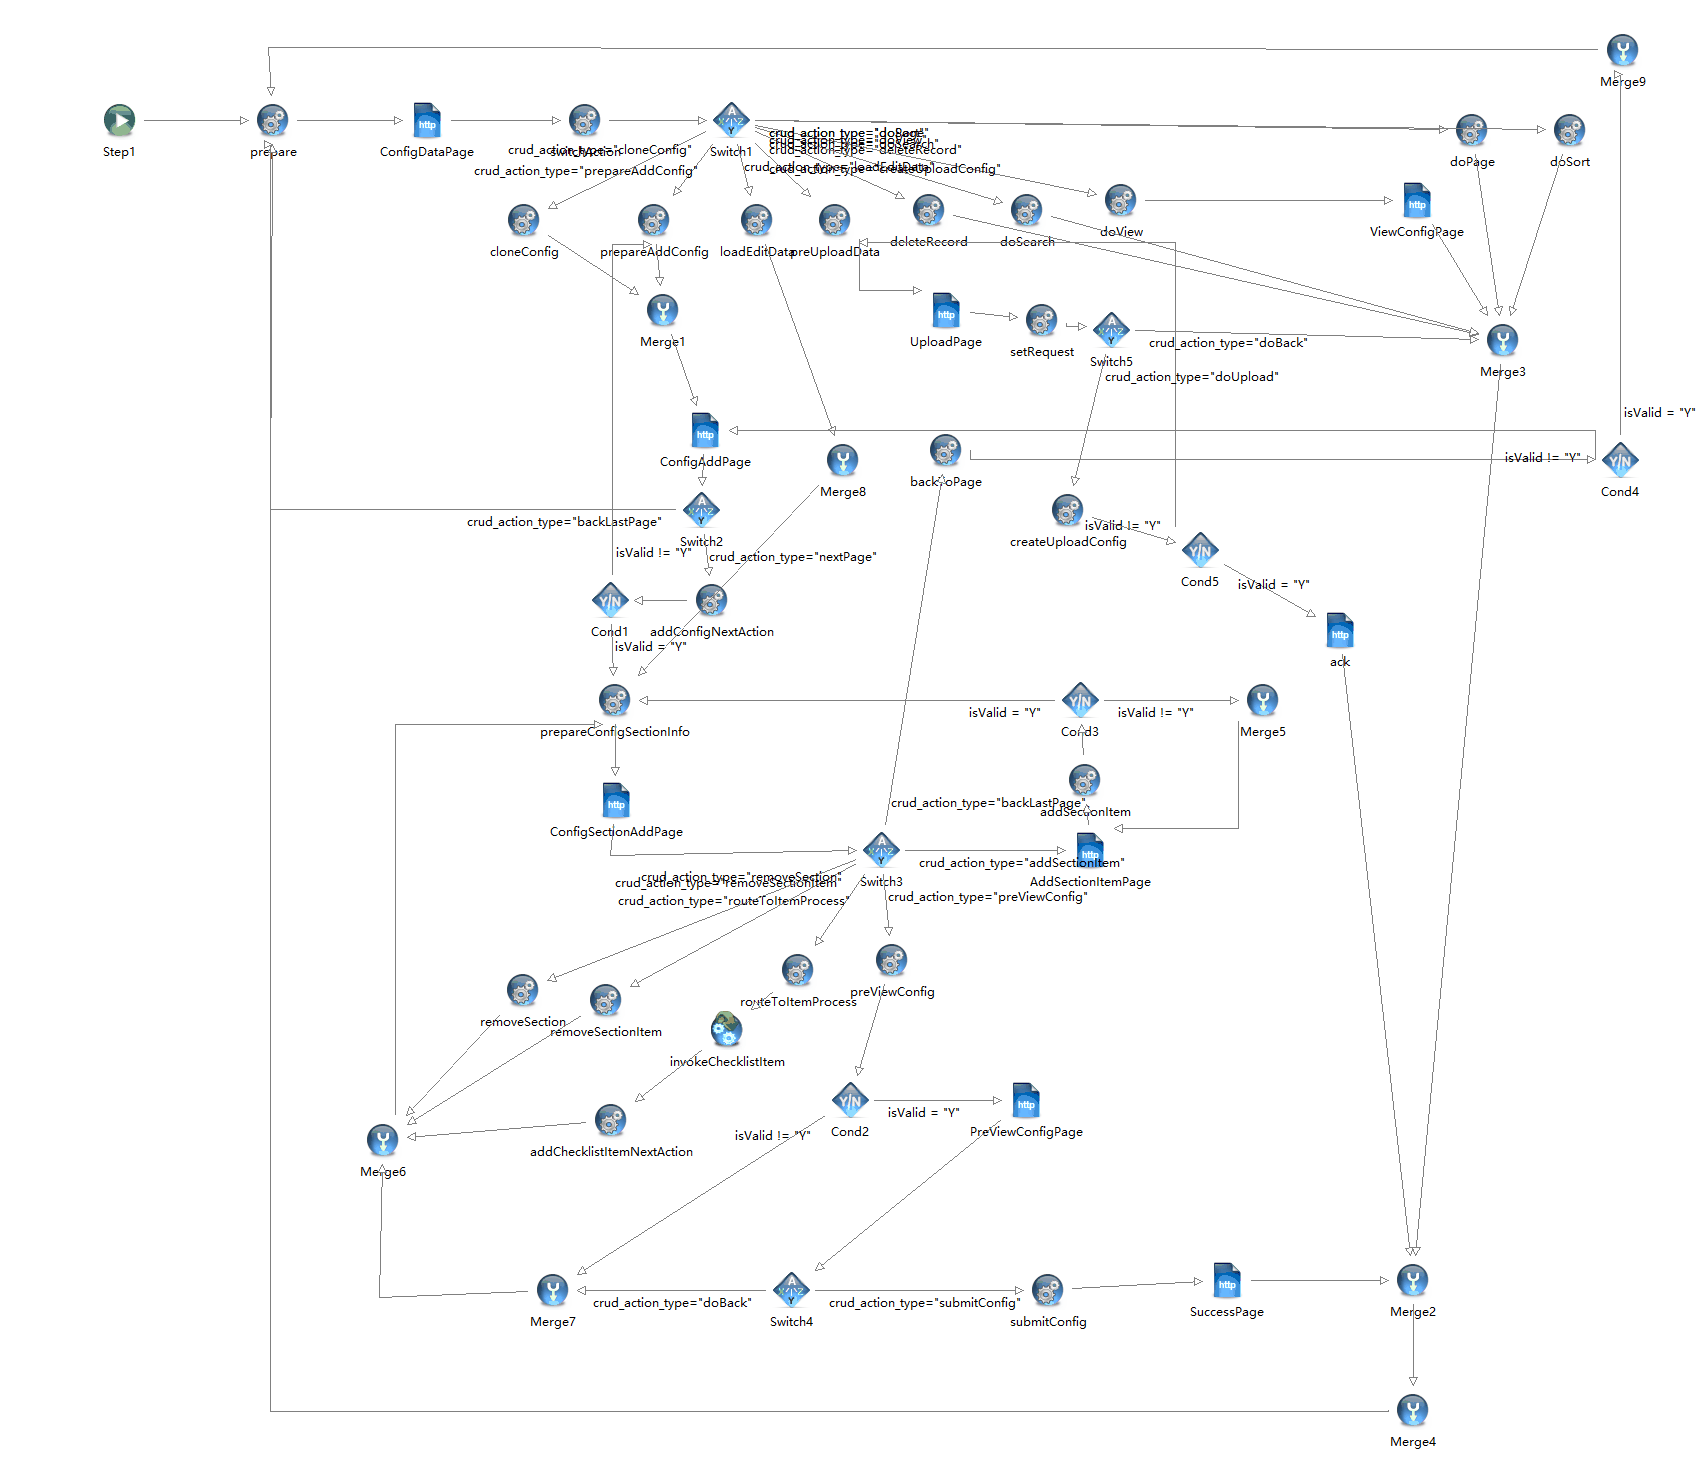 Merge9
Step1
prepare
http
ConfigDataPage
switchAction
Switch1
crud_action_type="cloneConfig"
crud_action_type="prepareAddConfig"
crud_action_type="doPage"
crud_action_type="doView"
crud_action_type="doSearch"
crud_action_type="deleteRecord"
crud_action_type="loadEditData"
crud_action_type="createUploadConfig"
doPage
doSort
cloneConfig
prepareAddConfig
loadEditData
preUploadData
deleteRecord
doSearch
doView
http
ViewConfigPage
Merge1
http
UploadPage
setRequest
Switch5
crud_action_type="doBack"
crud_action_type="doUpload"
Merge3
isValid = "Y"
http
ConfigAddPage
Merge8
backToPage
isValid != "Y"
Cond4
crud_action_type="backLastPage"
Switch2
isValid != "Y"
crud_action_type="nextPage"
createUploadConfig
isValid != "Y"
Cond5
isValid = "Y"
Cond1
addConfigNextAction
isValid = "Y"
http
ack
prepareConfigSectionInfo
isValid = "Y"
Cond3
isValid != "Y"
Merge5
http
ConfigSectionAddPage
crud_action_type="backLastPage"
addSectionItem
Switch3
crud_action_type="addSectionItem"
http
AddSectionItemPage
crud_action_type="removeSection"
crud_action_type="removeSectionItem"
crud_action_type="routeToItemProcess"
crud_action_type="preViewConfig"
removeSection
removeSectionItem
routeToItemProcess
preViewConfig
invokeChecklistItem
Merge6
addChecklistItemNextAction
isValid != "Y"
Cond2
isValid = "Y"
http
PreViewConfigPage
Merge7
crud_action_type="doBack"
Switch4
crud_action_type="submitConfig"
submitConfig
http
SuccessPage
Merge2
Merge4